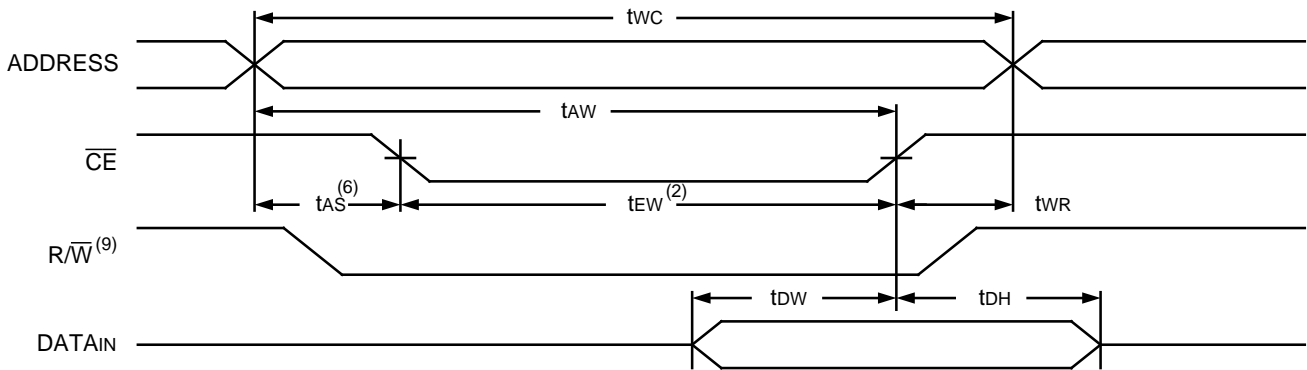 tWC
ADDRESS
tAW
CE
tAS(6)
tEW(2)
tWR
R/W(9)
tDW
tDH
DATAIN